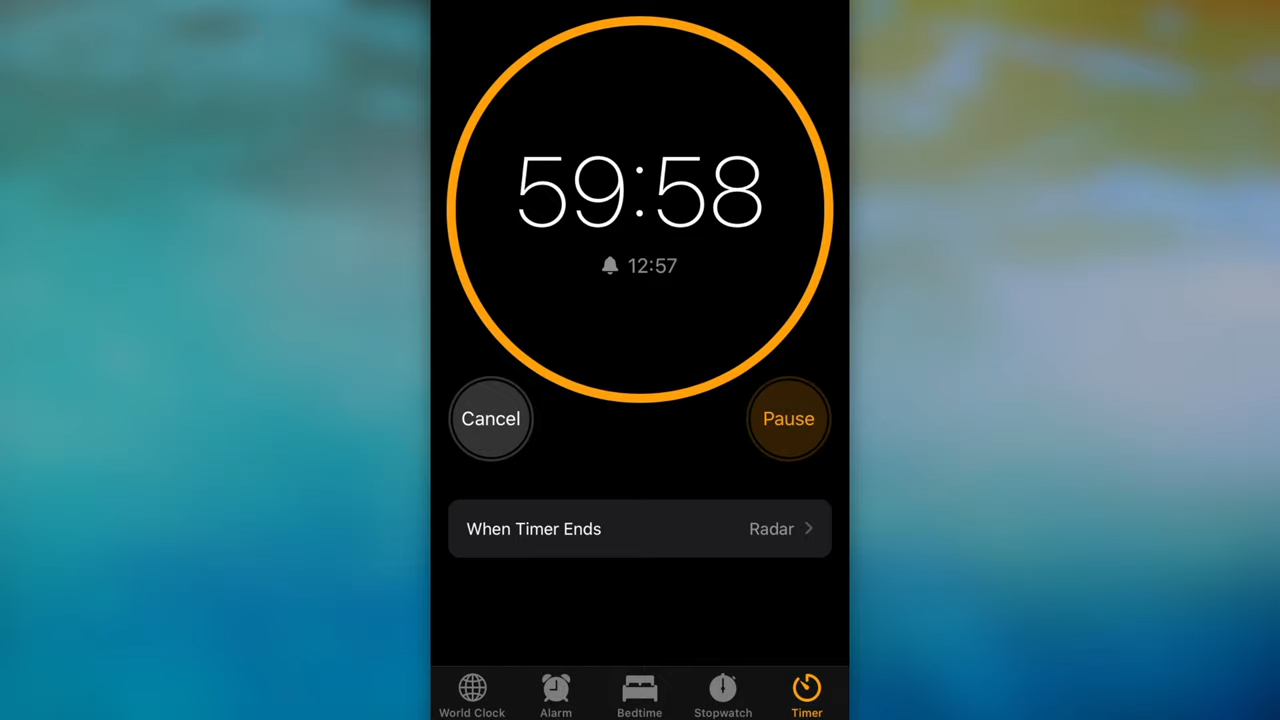 59:58
12:57
Cancel
Pause
When Timer Ends
Radar
World Clock
Alarm
Bedtime
Stopwatch
Timer